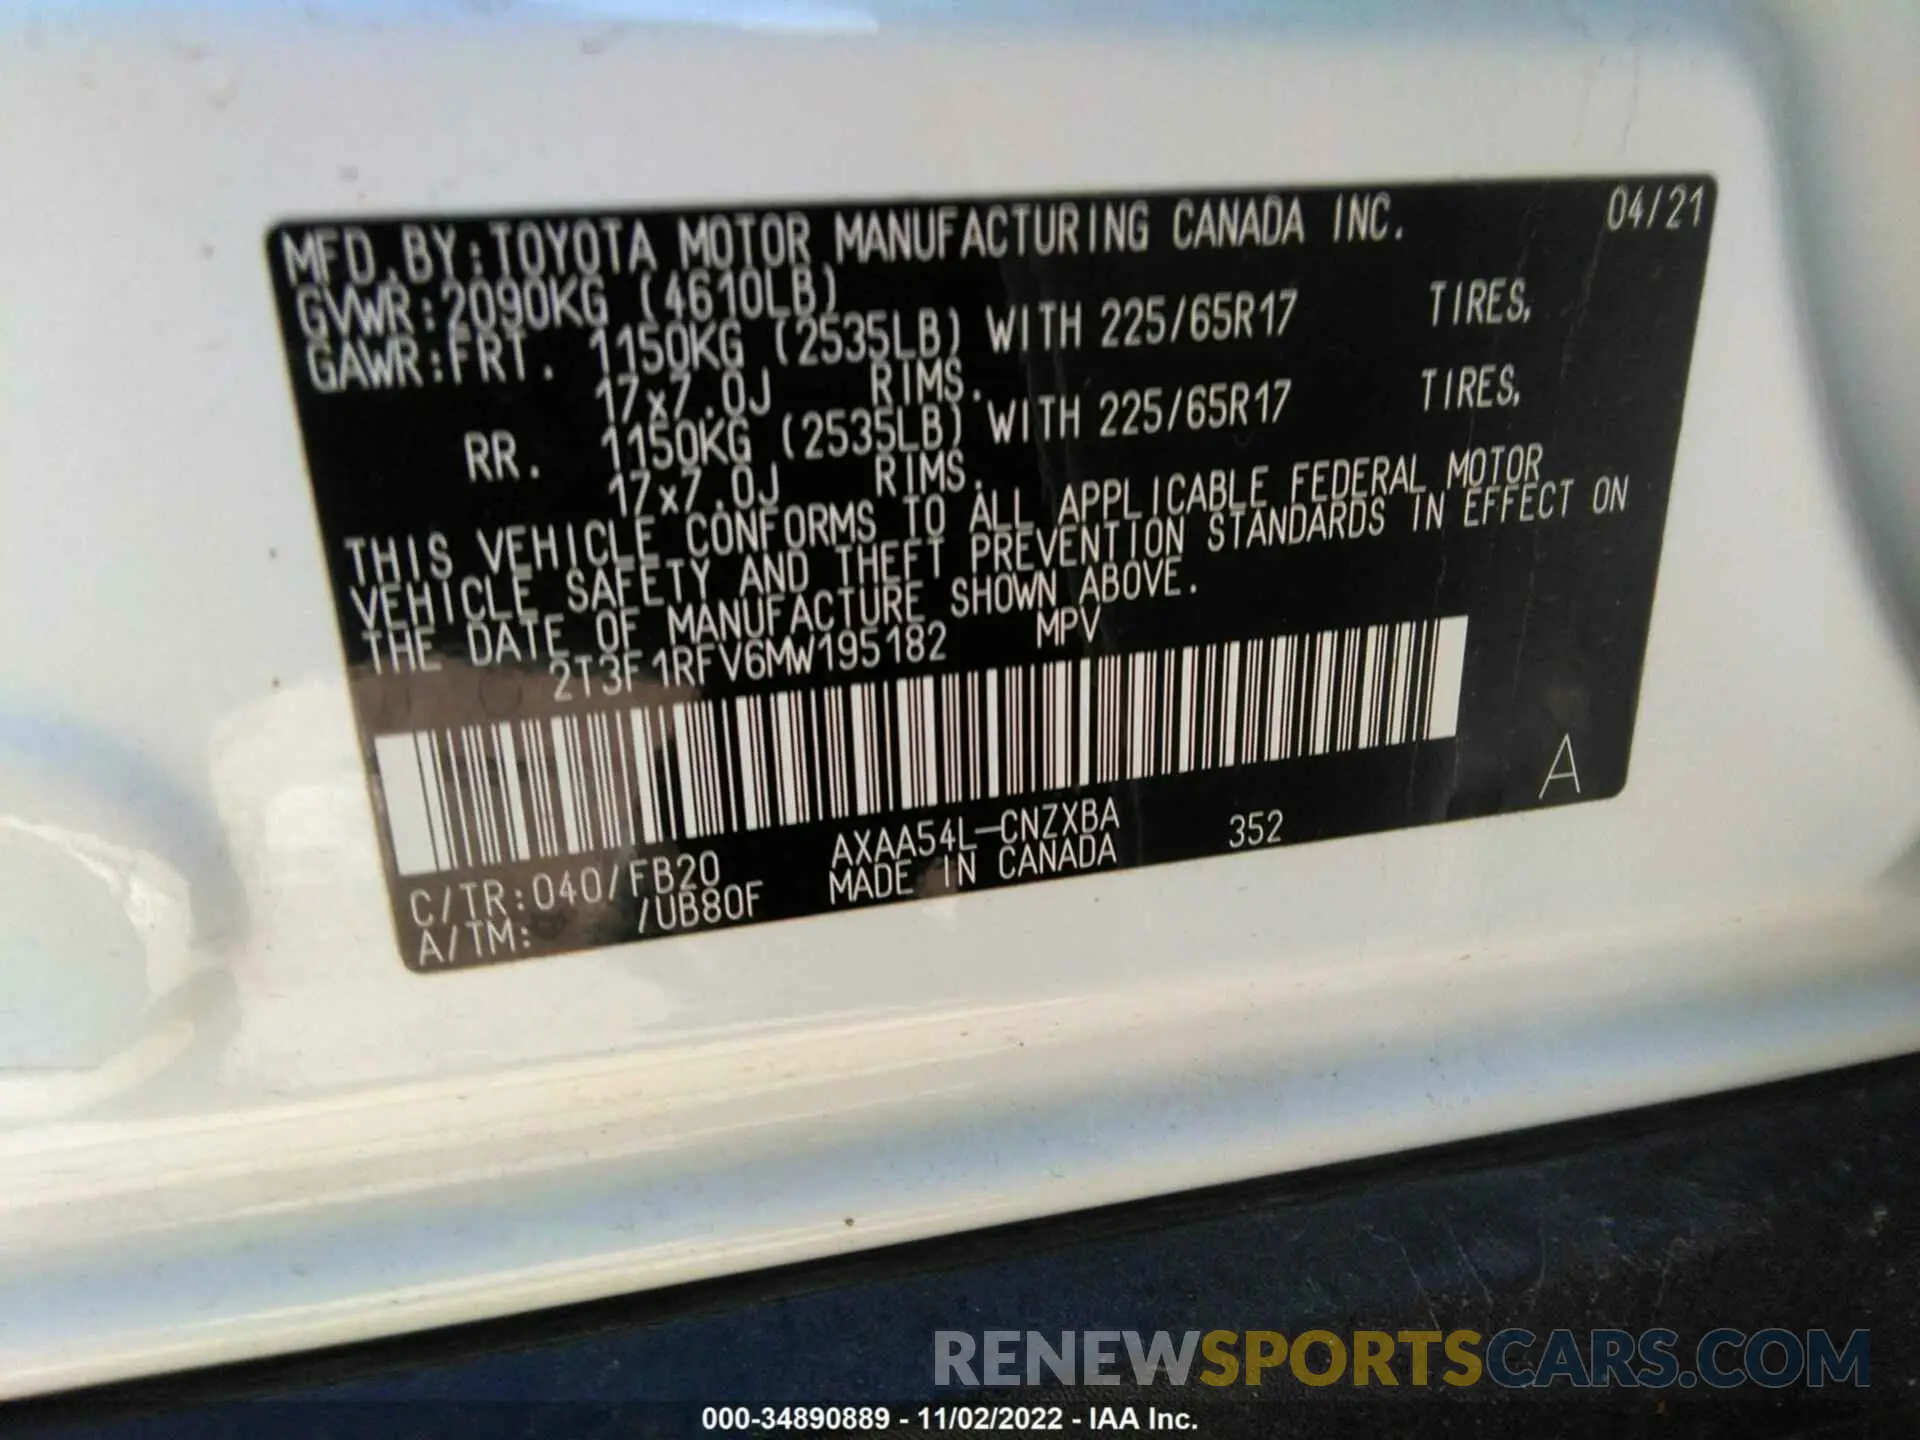 MFD.BY:TOYOTA MOTOR MANUFACTURING CANADA INC. 04/21
GVWR:2090KG (4610LB)
GAWR:FRT. 1150KG (2535LB) WITH 225/65R17 TIRES,
17x7.0J RIMS.
RR. 1150KG (2535LB) WITH 225/65R17 TIRES,
17x7.0J RIMS.
THIS VEHICLE CONFORMS TO ALL APPLICABLE FEDERAL MOTOR
VEHICLE SAFETY AND THEFT PREVENTION STANDARDS IN EFFECT ON
THE DATE OF MANUFACTURE SHOWN ABOVE.
2T3F1RFV6MW195182 MPV
C/TR:040/FB20 AXAA54L-CNZXBA 352 A
A/TM: /UB80F MADE IN CANADA
RENEWSPORTSCARS.COM
000-34890889 - 11/02/2022 - IAA Inc.